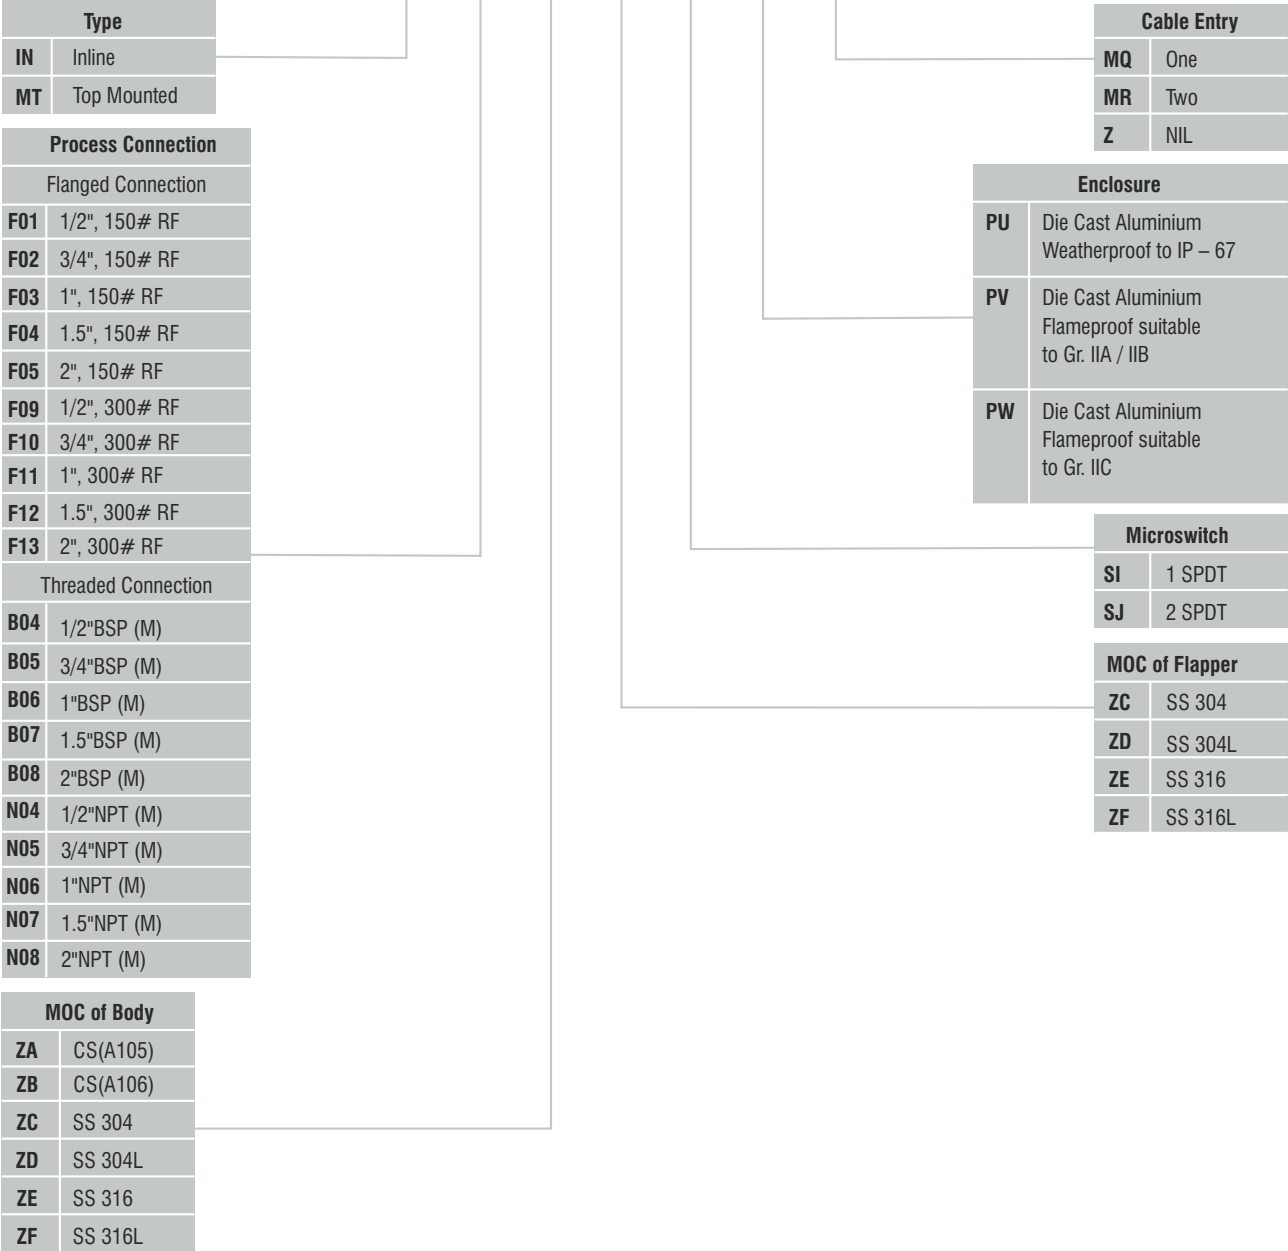 Type
IN Inline
MT Top Mounted
Process Connection
Flanged Connection
F01 1/2", 150# RF
F02 3/4", 150# RF
F03 1", 150# RF
F04 1.5", 150# RF
F05 2", 150# RF
F09 1/2", 300# RF
F10 3/4", 300# RF
F11 1", 300# RF
F12 1.5", 300# RF
F13 2", 300# RF
Threaded Connection
B04 1/2"BSP (M)
B05 3/4"BSP (M)
B06 1"BSP (M)
B07 1.5"BSP (M)
B08 2"BSP (M)
N04 1/2"NPT (M)
N05 3/4"NPT (M)
N06 1"NPT (M)
N07 1.5"NPT (M)
N08 2"NPT (M)
MOC of Body
ZA CS(A105)
ZB CS(A106)
ZC SS 304
ZD SS 304L
ZE SS 316
ZF SS 316L
Cable Entry
MQ One
MR Two
Z NIL
Enclosure
PU Die Cast Aluminium
Weatherproof to IP – 67
PV Die Cast Aluminium
Flameproof suitable
to Gr. IIA / IIB
PW Die Cast Aluminium
Flameproof suitable
to Gr. IIC
Microswitch
SI 1 SPDT
SJ 2 SPDT
MOC of Flapper
ZC SS 304
ZD SS 304L
ZE SS 316
ZF SS 316L